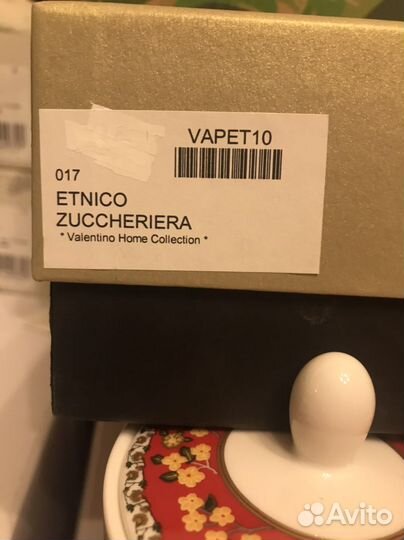 VAPET10
017
ETNICO
ZUCCHERIERA
* Valentino Home Collection *
Avito